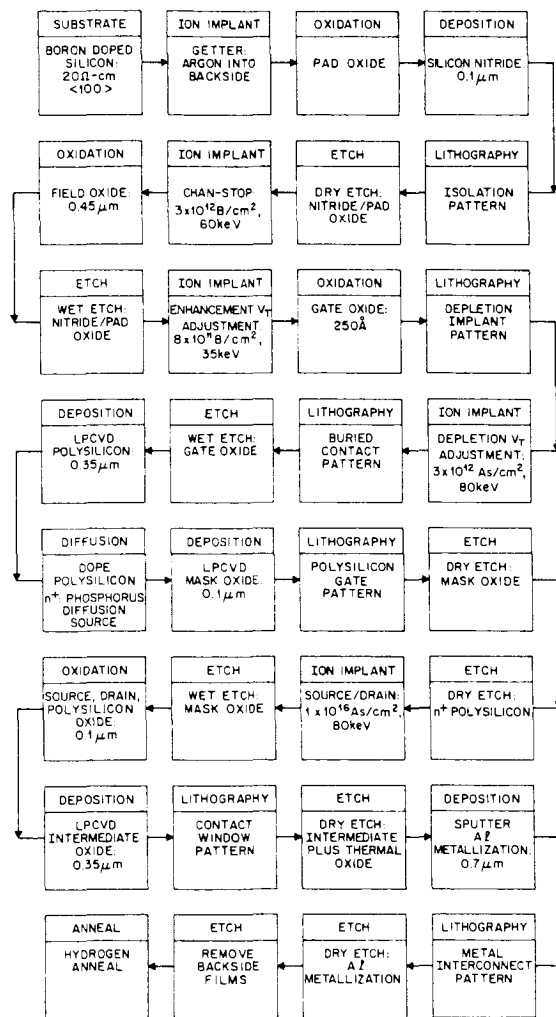 SUBSTRATE
BORON DOPED
SILICON:
20Ω-cm
<100>
ION IMPLANT
GETTER:
ARGON INTO
BACKSIDE
OXIDATION
PAD OXIDE
DEPOSITION
SILICON NITRIDE
0.1μm
OXIDATION
FIELD OXIDE:
0.45μm
ION IMPLANT
CHAN-STOP:
3x10¹²B/cm²,
60keV
ETCH
DRY ETCH:
NITRIDE/PAD
OXIDE
LITHOGRAPHY
ISOLATION
PATTERN
ETCH
WET ETCH:
NITRIDE/PAD
OXIDE
ION IMPLANT
ENHANCEMENT V_T
ADJUSTMENT:
8x10¹¹B/cm²,
35keV
OXIDATION
GATE OXIDE:
250Å
LITHOGRAPHY
DEPLETION
IMPLANT
PATTERN
DEPOSITION
LPCVD
POLYSILICON:
0.35μm
ETCH
WET ETCH:
GATE OXIDE
LITHOGRAPHY
BURIED
CONTACT
PATTERN
ION IMPLANT
DEPLETION V_T
ADJUSTMENT:
3x10¹² As/cm²,
80keV
DIFFUSION
DOPE
POLYSILICON
n⁺: PHOSPHORUS
DIFFUSION
SOURCE
DEPOSITION
LPCVD
MASK OXIDE:
0.1μm
LITHOGRAPHY
POLYSILICON
GATE
PATTERN
ETCH
DRY ETCH:
MASK OXIDE
OXIDATION
SOURCE, DRAIN,
POLYSILICON
OXIDE:
0.1μm
ETCH
WET ETCH:
MASK OXIDE
ION IMPLANT
SOURCE/DRAIN:
1 x 10¹⁶As/cm²,
80keV
ETCH
DRY ETCH:
n⁺ POLYSILICON
DEPOSITION
LPCVD
INTERMEDIATE
OXIDE:
0.35μm
LITHOGRAPHY
CONTACT
WINDOW
PATTERN
ETCH
DRY ETCH:
INTERMEDIATE
PLUS THERMAL
OXIDE
DEPOSITION
SPUTTER
Aℓ
METALLIZATION:
0.7μm
ANNEAL
HYDROGEN
ANNEAL
ETCH
REMOVE
BACKSIDE
FILMS
ETCH
DRY ETCH:
Aℓ
METALLIZATION
LITHOGRAPHY
METAL
INTERCONNECT
PATTERN